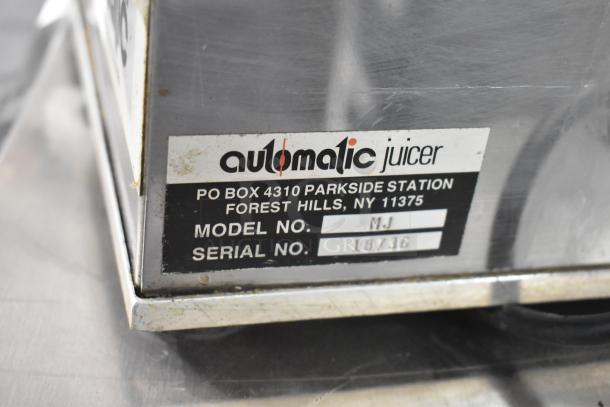 automatic juicer
PO BOX 4310 PARKSIDE STATION
FOREST HILLS, NY 11375
MODEL NO. MJ
SERIAL NO.